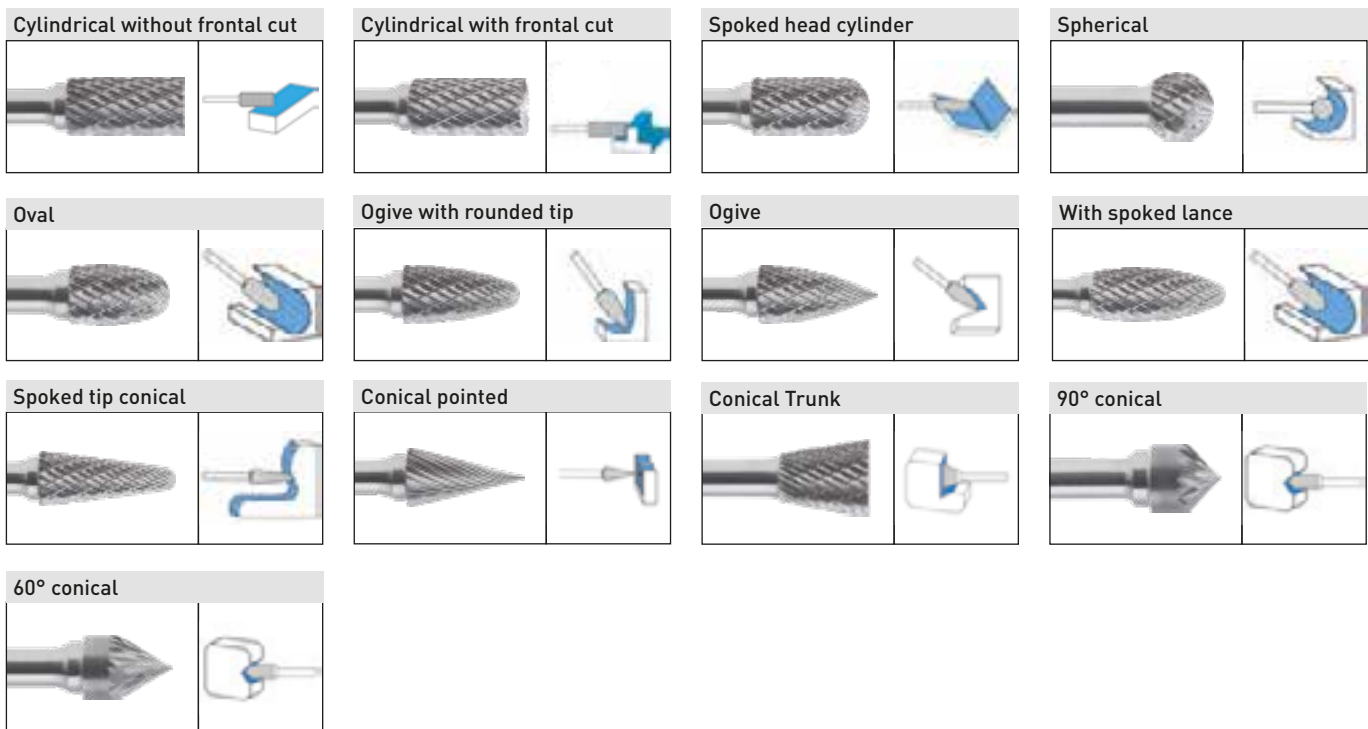 Cylindrical without frontal cut
Cylindrical with frontal cut
Spoked head cylinder
Spherical
Oval
Ogive with rounded tip
Ogive
With spoked lance
Spoked tip conical
Conical pointed
Conical Trunk
90° conical
60° conical